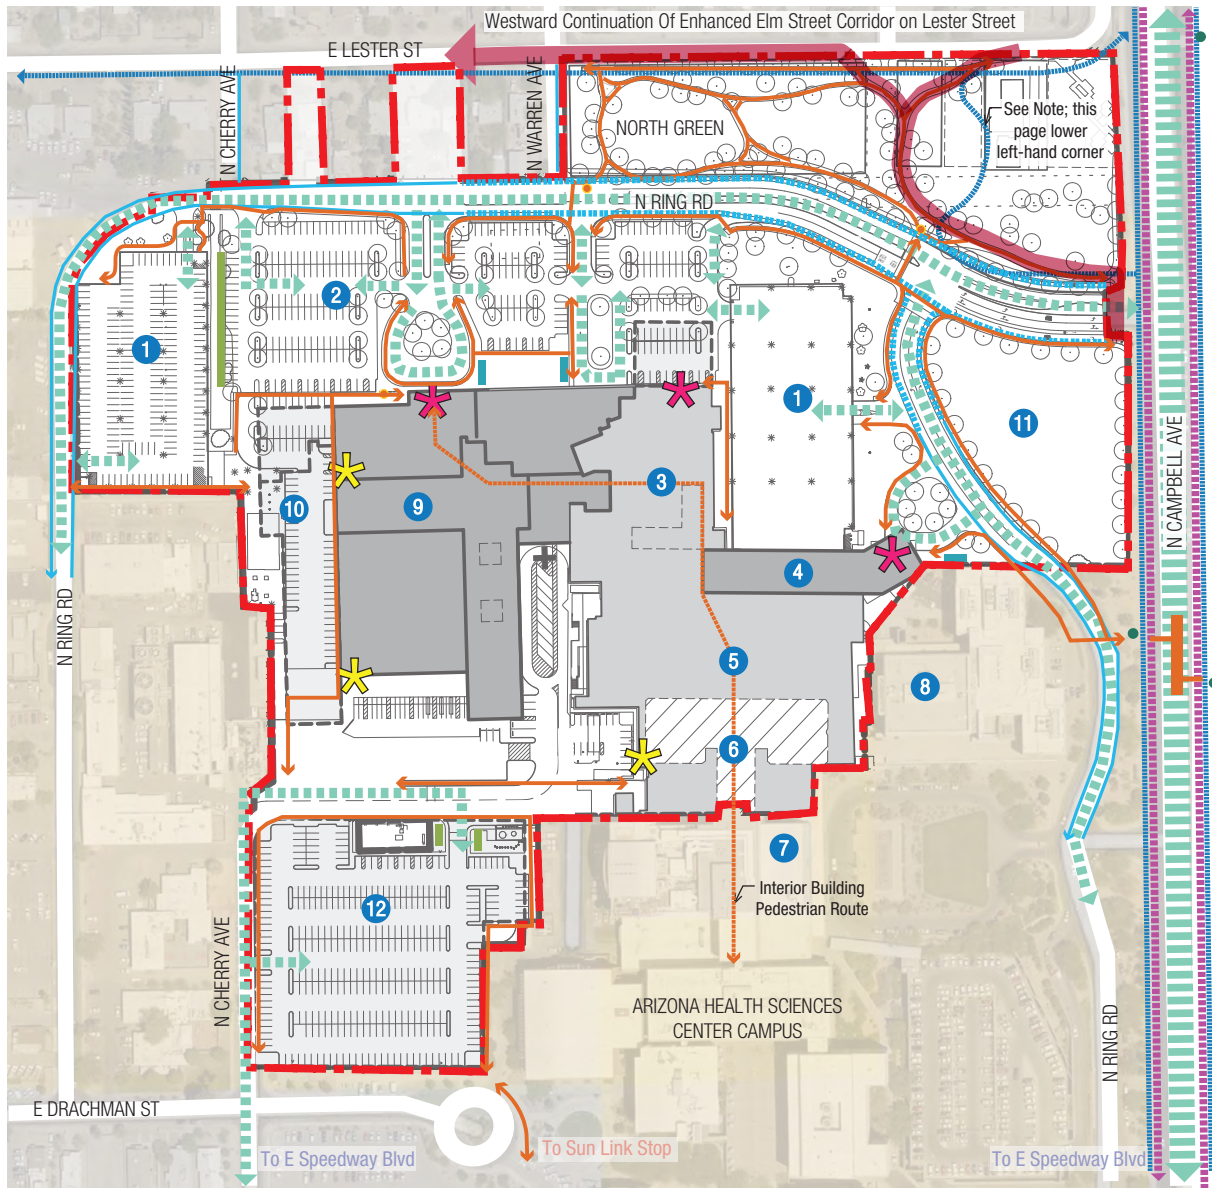 Westward Continuation Of Enhanced Elm Street Corridor on Lester Street
E LESTER ST
N CHERRY AVE
N WARREN AVE
See Note; this
page lower
left-hand corner
NORTH GREEN
N RING RD
2
1
1
11
N CAMPBELL AVE
3
9
10
4
N RING RD
5
8
6
7
Interior Building
Pedestrian Route
12
N CHERRY AVE
ARIZONA HEALTH SCIENCES
CENTER CAMPUS
N RING RD
E DRACHMAN ST
To Sun Link Stop
To E Speedway Blvd
To E Speedway Blvd